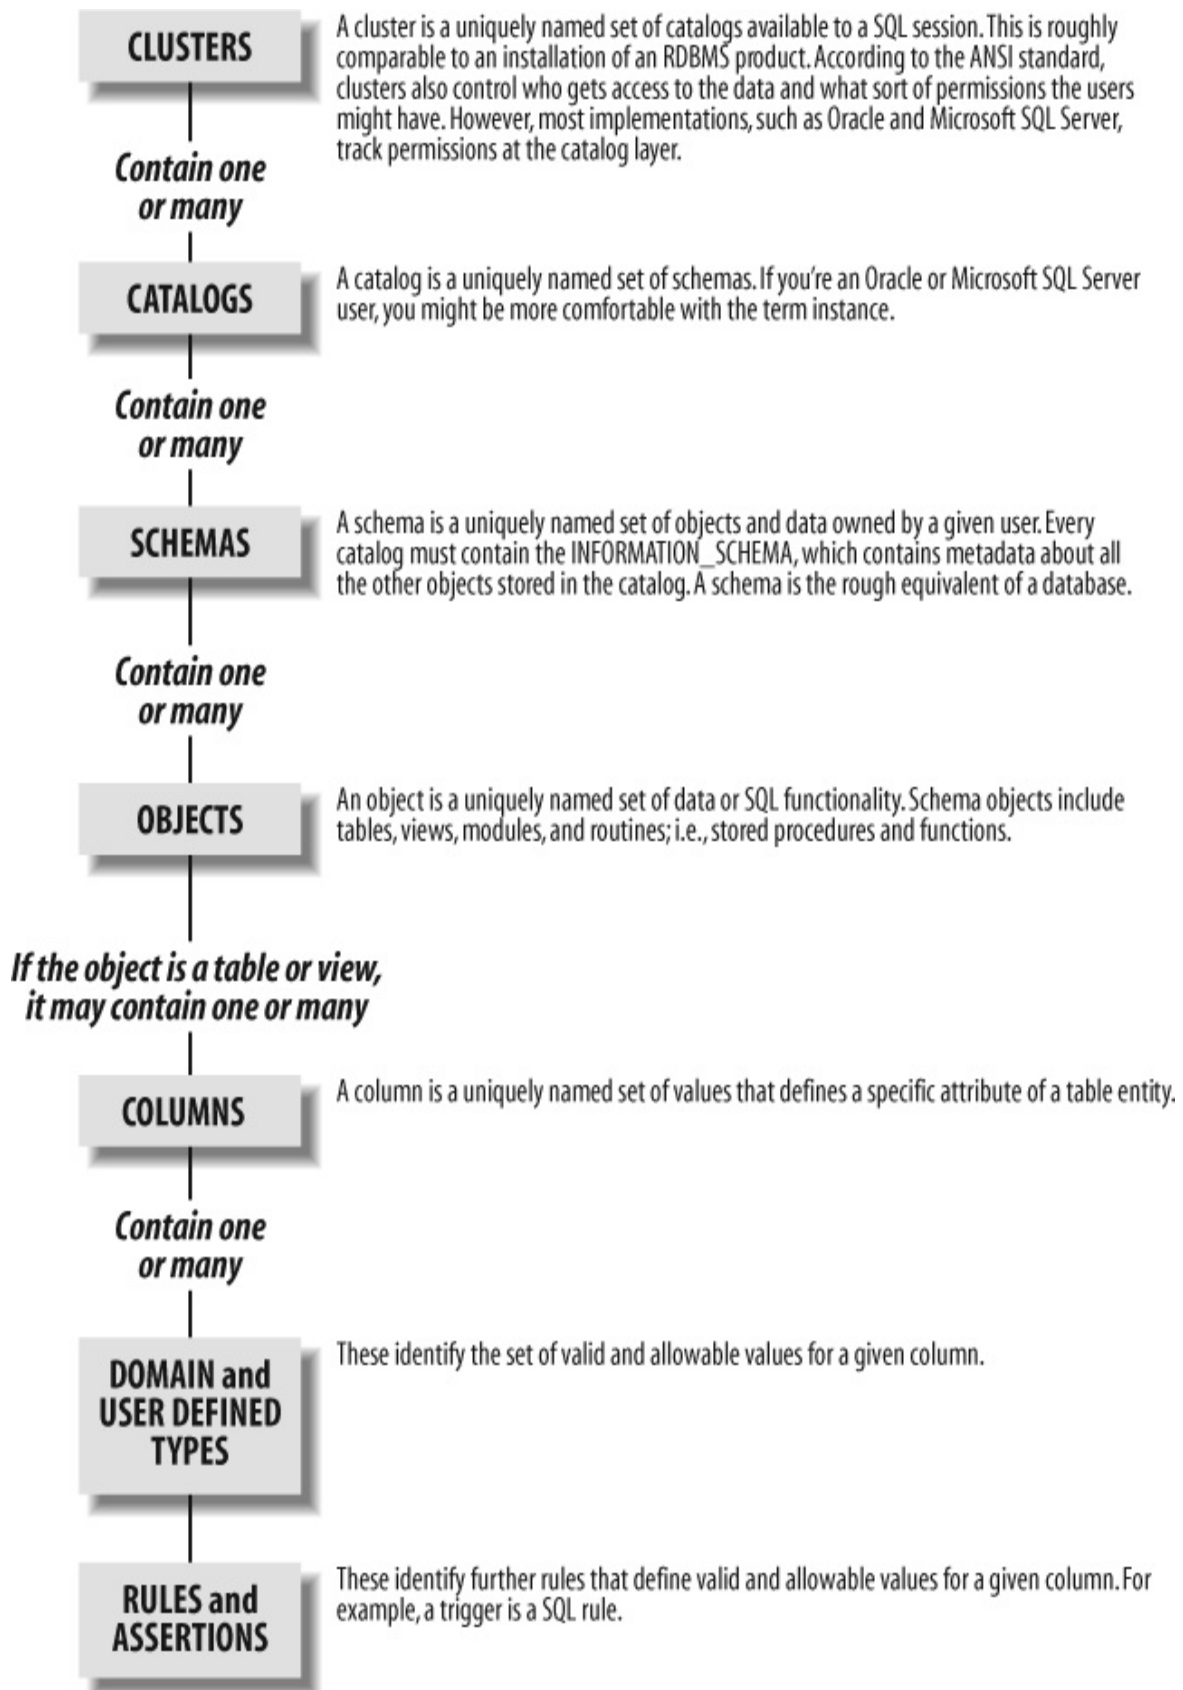 CLUSTERS
A cluster is a uniquely named set of catalogs available to a SQL session. This is roughly
comparable to an installation of an RDBMS product. According to the ANSI standard,
clusters also control who gets access to the data and what sort of permissions the users
might have. However, most implementations, such as Oracle and Microsoft SQL Server,
track permissions at the catalog layer.
Contain one
or many
CATALOGS
A catalog is a uniquely named set of schemas. If you're an Oracle or Microsoft SQL Server
user, you might be more comfortable with the term instance.
Contain one
or many
SCHEMAS
A schema is a uniquely named set of objects and data owned by a given user. Every
catalog must contain the INFORMATION_SCHEMA, which contains metadata about all
the other objects stored in the catalog. A schema is the rough equivalent of a database.
Contain one
or many
OBJECTS
An object is a uniquely named set of data or SQL functionality. Schema objects include
tables, views, modules, and routines; i.e., stored procedures and functions.
If the object is a table or view,
it may contain one or many
COLUMNS
A column is a uniquely named set of values that defines a specific attribute of a table entity.
Contain one
or many
DOMAIN and
USER DEFINED
TYPES
These identify the set of valid and allowable values for a given column.
RULES and
ASSERTIONS
These identify further rules that define valid and allowable values for a given column. For
example, a trigger is a SQL rule.